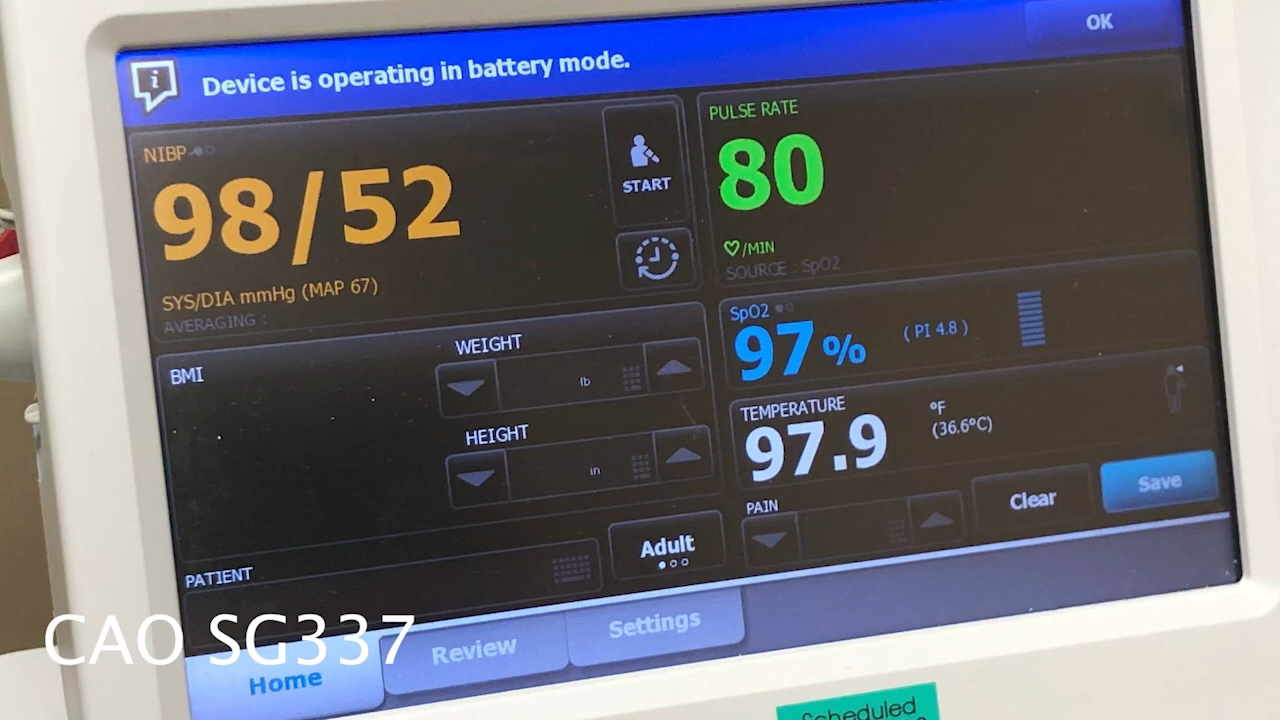 Device is operating in battery mode.
OK
NIBP
98/52
SYS/DIA mmHg (MAP 67)
AVERAGING :
START
PULSE RATE
80
/MIN
SOURCE : SpO2
SpO2
97 %
( PI 4.8 )
TEMPERATURE
97.9
°F
(36.6°C)
BMI
WEIGHT
lb
HEIGHT
in
PAIN
Clear
Save
PATIENT
Adult
Home
Review
Settings
CAO SG337
Scheduled